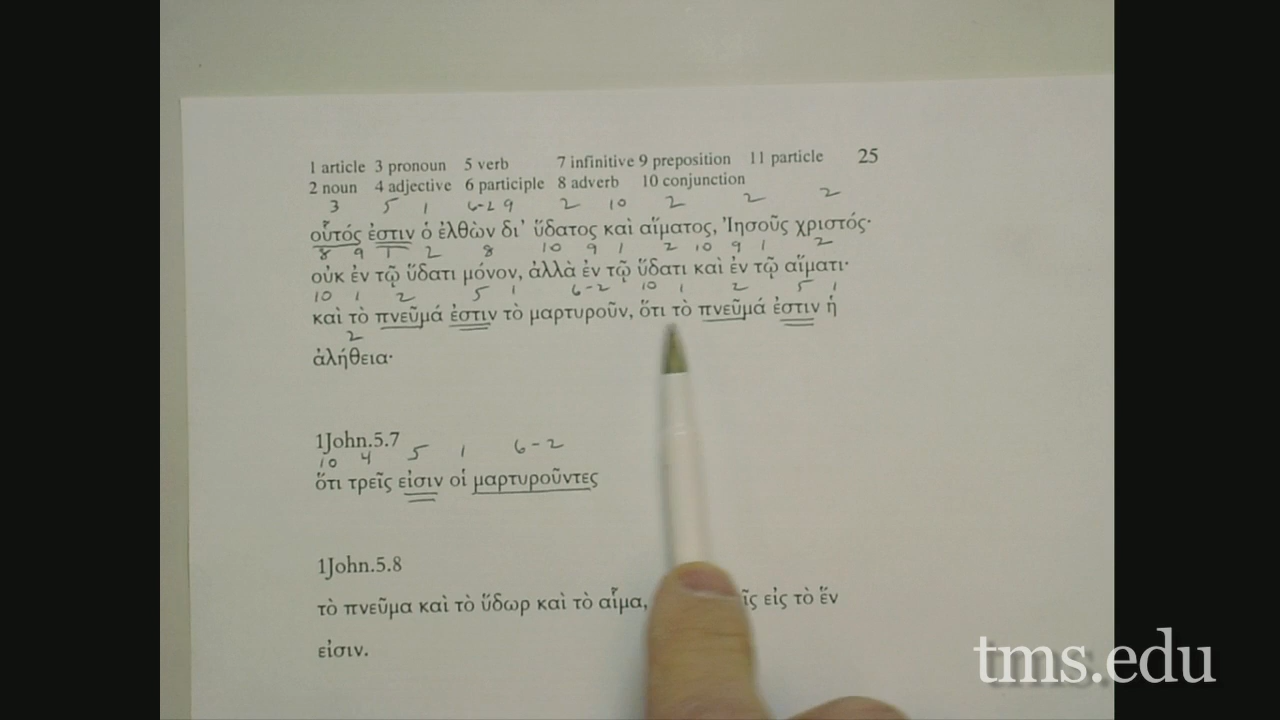 1 article 3 pronoun 5 verb 7 infinitive 9 preposition 11 particle 25
2 noun 4 adjective 6 participle 8 adverb 10 conjunction
3 5 1 6-2 9 2 10 2 2 2
οὗτός ἐστιν ὁ ἐλθὼν δι' ὕδατος καὶ αἵματος, Ἰησοῦς χριστός·
8 9 1 2 8 10 9 1 2 10 9 1 2
οὐκ ἐν τῷ ὕδατι μόνον, ἀλλὰ ἐν τῷ ὕδατι καὶ ἐν τῷ αἵματι·
10 1 2 5 1 6-2 10 1 2 5 1
καὶ τὸ πνεῦμά ἐστιν τὸ μαρτυροῦν, ὅτι τὸ πνεῦμά ἐστιν ἡ
2
ἀλήθεια·
1John.5.7
10 4 5 1 6-2
ὅτι τρεῖς εἰσιν οἱ μαρτυροῦντες
1John.5.8
τὸ πνεῦμα καὶ τὸ ὕδωρ καὶ τὸ αἷμα, εἰς τὸ ἕν
εἰσιν.
tms.edu